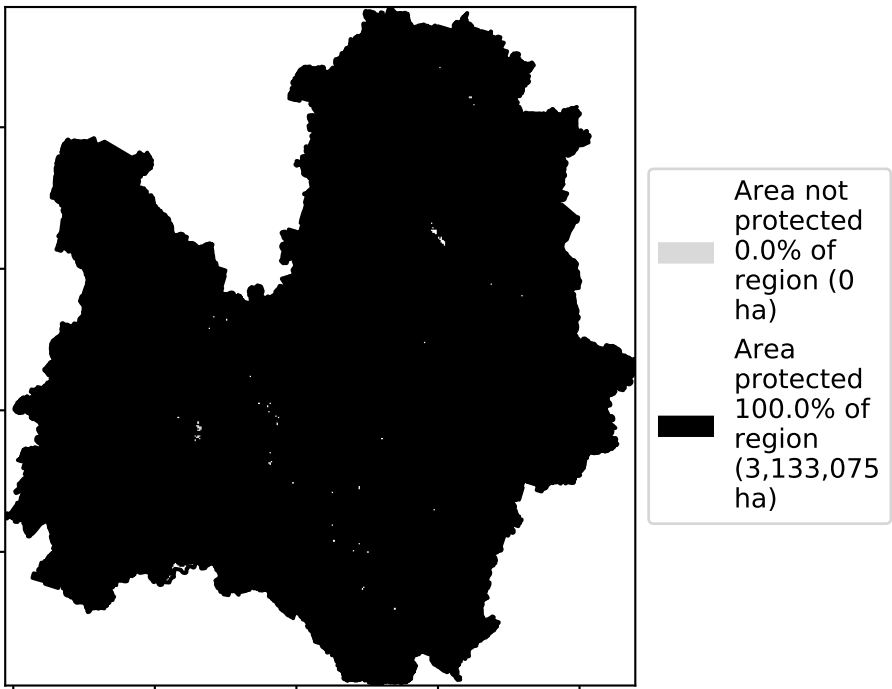 Area not
protected
0.0% of
region (0
ha)
Area
protected
100.0% of
region
(3,133,075
ha)